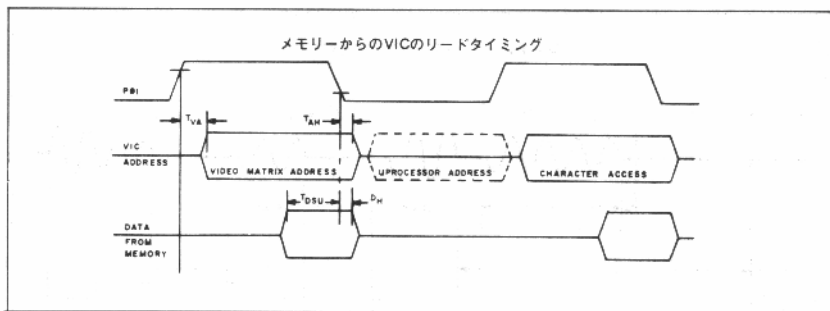 メモリーからのVICのリードタイミング
PØ1
TVA
TAH
VIC
ADDRESS
VIDEO MATRIX ADDRESS
UPROCESSOR ADDRESS
CHARACTER ACCESS
TDSU
DH
DATA
FROM
MEMORY